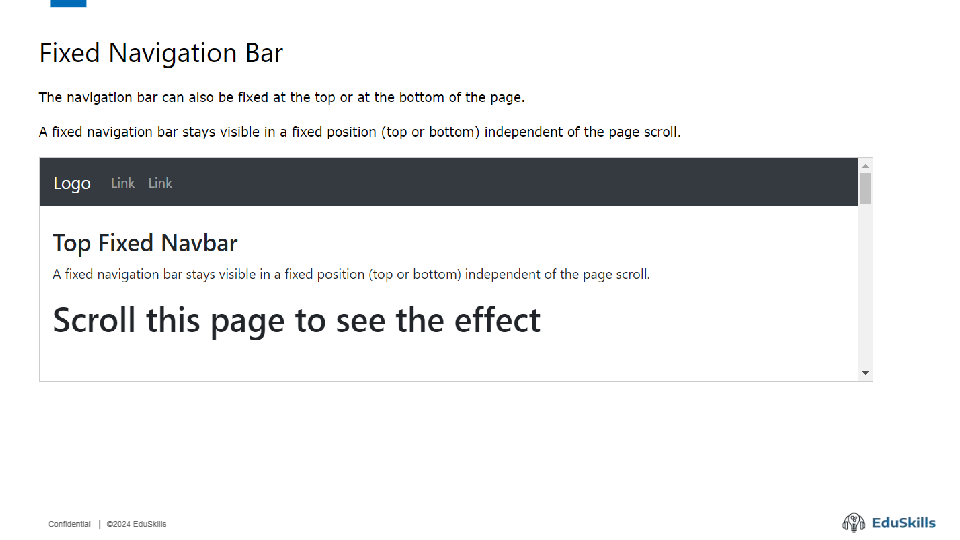 Fixed Navigation Bar
The navigation bar can also be fixed at the top or at the bottom of the page.
A fixed navigation bar stays visible in a fixed position (top or bottom) independent of the page scroll.
Logo Link Link
Top Fixed Navbar
A fixed navigation bar stays visible in a fixed position (top or bottom) independent of the page scroll.
Scroll this page to see the effect
Confidential | ©2024 EduSkills
EduSkills